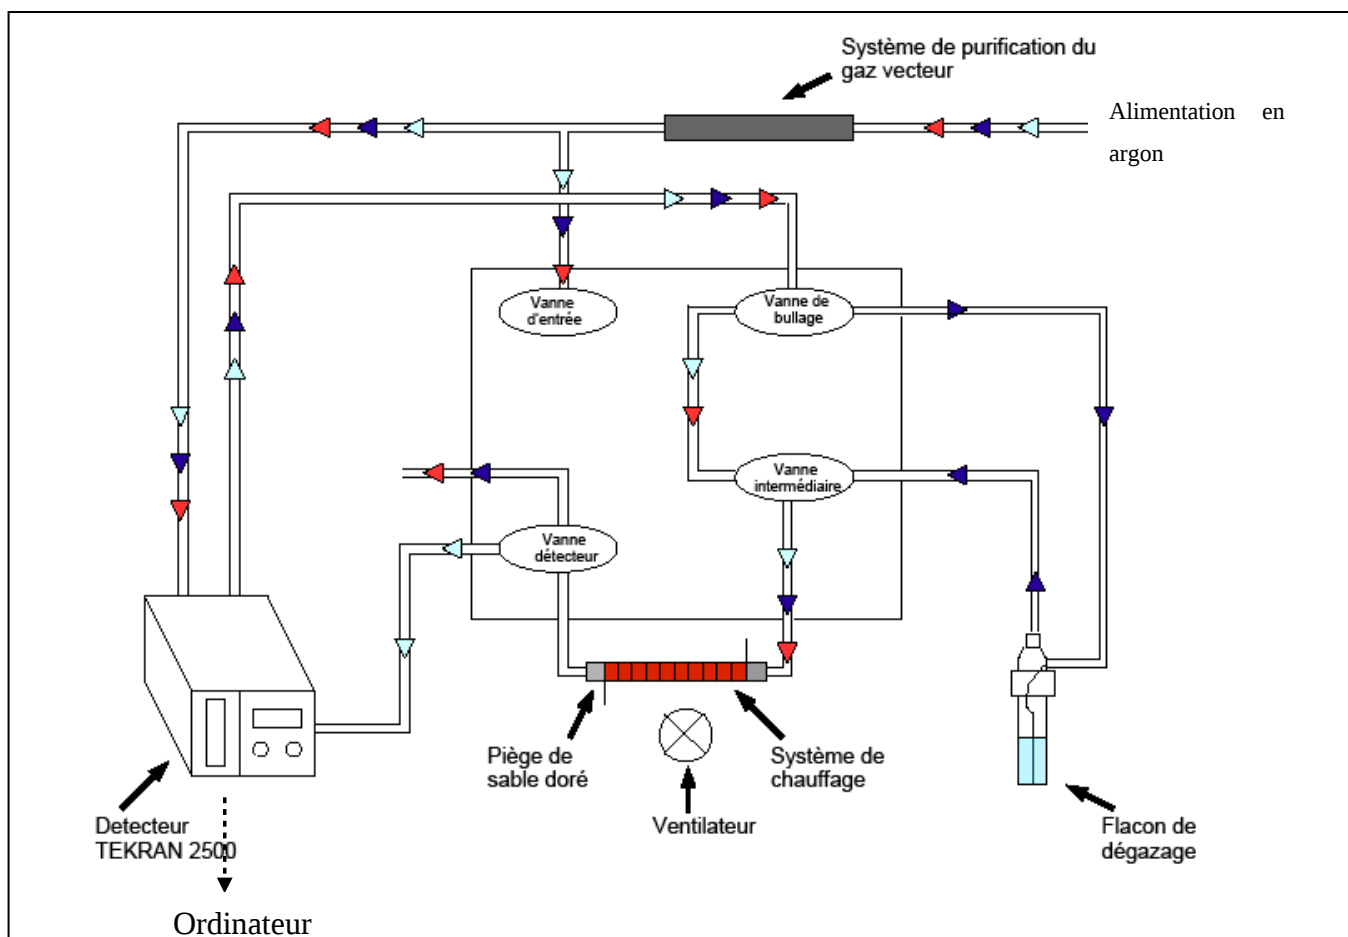 Système de purification du
gaz vecteur
Alimentation en
argon
Vanne
d'entrée
Vanne de
bullage
Vanne
intermédiaire
Vanne
détecteur
Piège de
sable doré
Système de
chauffage
Ventilateur
Detecteur
TEKRAN 2500
Flacon de
dégazage
Ordinateur